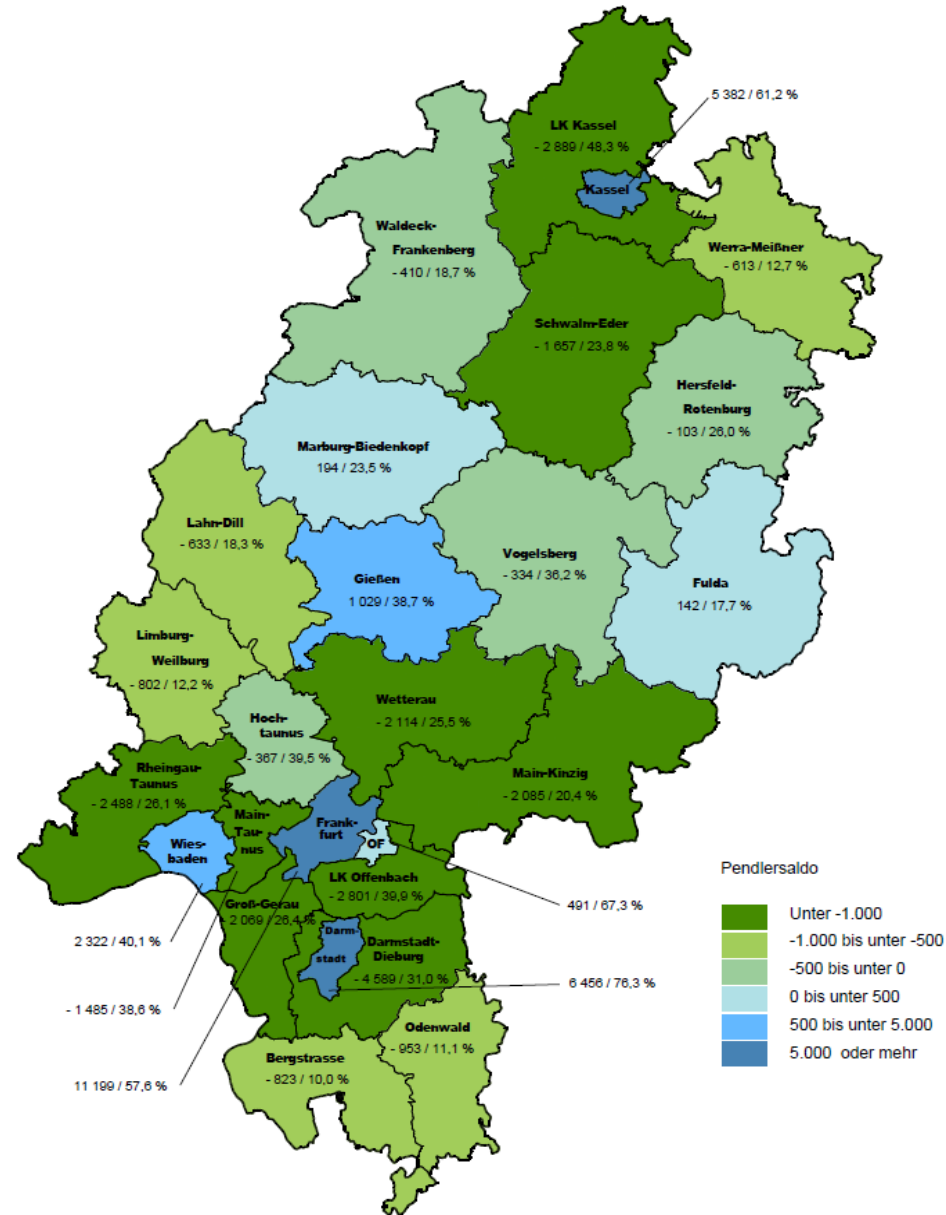 5 382 / 61,2 %
LK Kassel
- 2 889 / 48,3 %
Kassel
Waldeck-
Frankenberg
- 410 / 18,7 %
Werra-Meißner
- 613 / 12,7 %
Schwalm-Eder
- 1 657 / 23,8 %
Hersfeld-
Rotenburg
- 103 / 26,0 %
Marburg-Biedenkopf
194 / 23,5 %
Lahn-Dill
- 633 / 18,3 %
Gießen
1 029 / 38,7 %
Vogelsberg
- 334 / 36,2 %
Fulda
142 / 17,7 %
Limburg-
Weilburg
- 802 / 12,2 %
Wetterau
- 2 114 / 25,5 %
Hoch-
taunus
- 367 / 39,5 %
Main-Kinzig
- 2 085 / 20,4 %
Rheingau-
Taunus
- 2 488 / 26,1 %
Main-
Tau-
nus
Frank-
furt
OF
Wies-
baden
LK Offenbach
- 2 801 / 39,9 %
Groß-Gerau
- 2 069 / 26,4 %
491 / 67,3 %
2 322 / 40,1 %
Darm-
stadt
Darmstadt-
Dieburg
- 4 589 / 31,0 %
6 456 / 76,3 %
- 1 485 / 38,6 %
Odenwald
- 953 / 11,1 %
Bergstrasse
- 823 / 10,0 %
11 199 / 57,6 %
Pendlersaldo
Unter -1.000
-1.000 bis unter -500
-500 bis unter 0
0 bis unter 500
500 bis unter 5.000
5.000 oder mehr